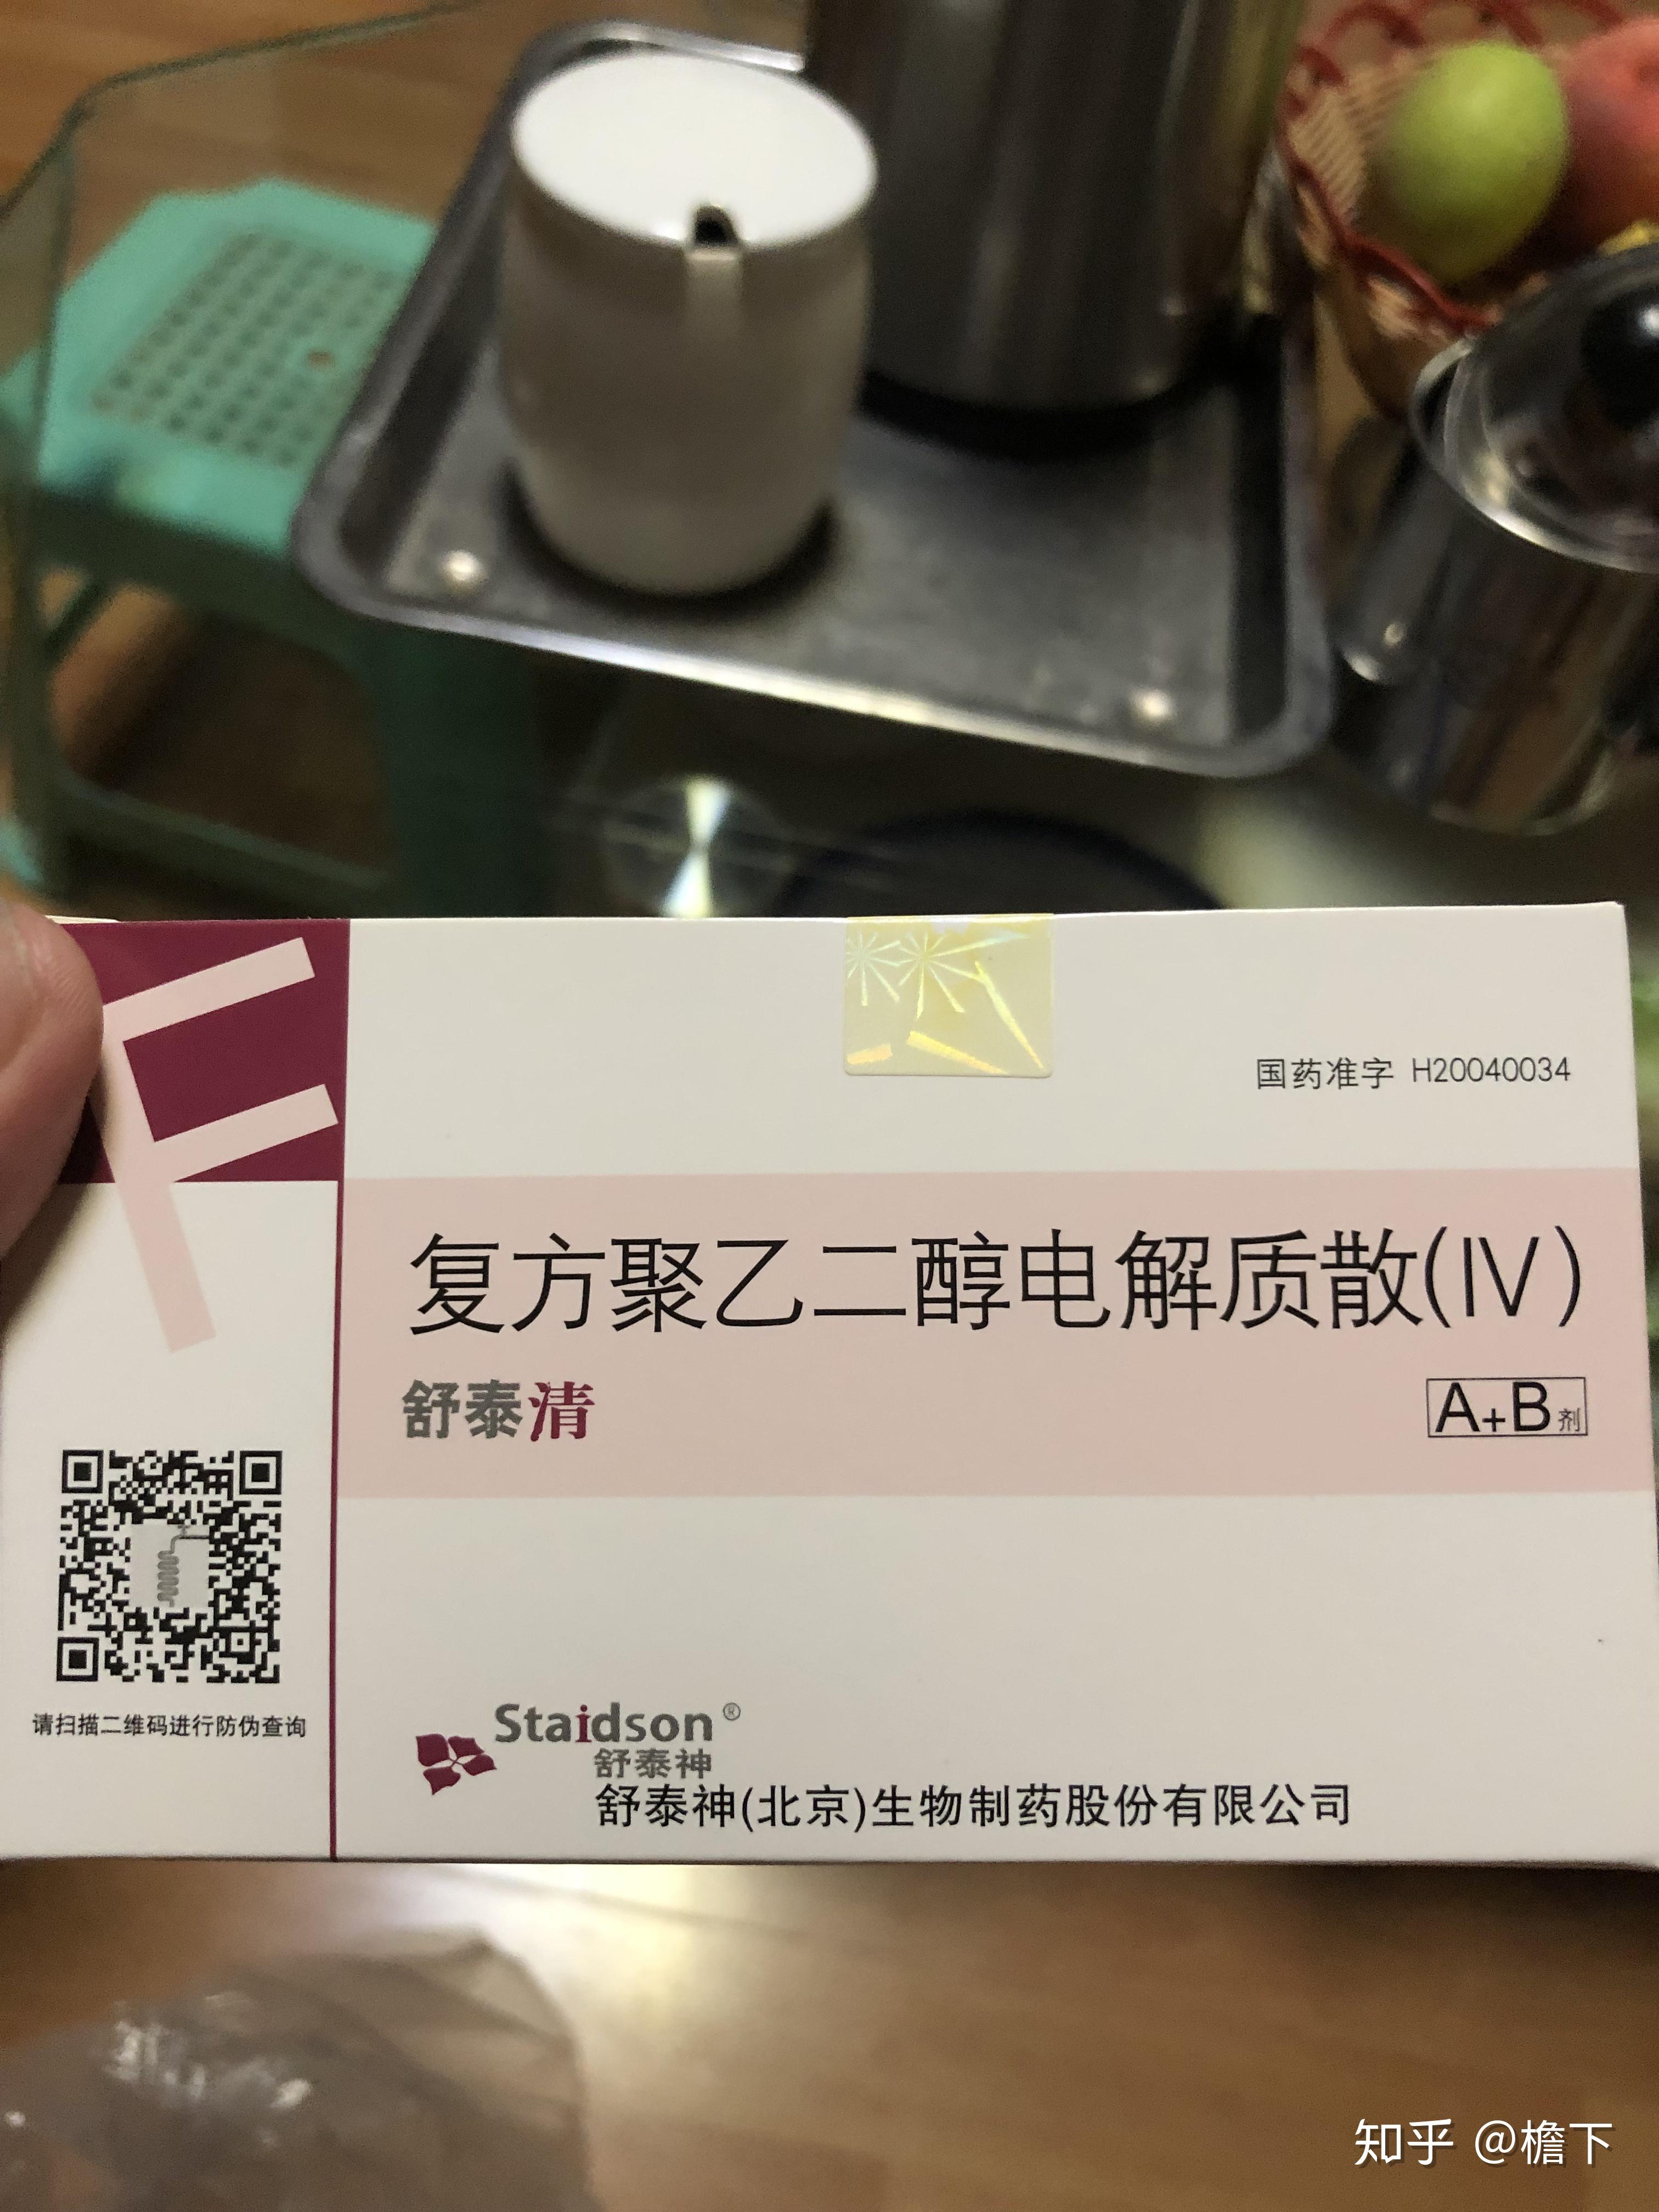 国药准字 H20040034
复方聚乙二醇电解质散(Ⅳ)
舒泰清
A+B剂
请扫描二维码进行防伪查询
Staidson®
舒泰神
舒泰神(北京)生物制药股份有限公司
知乎 @檐下